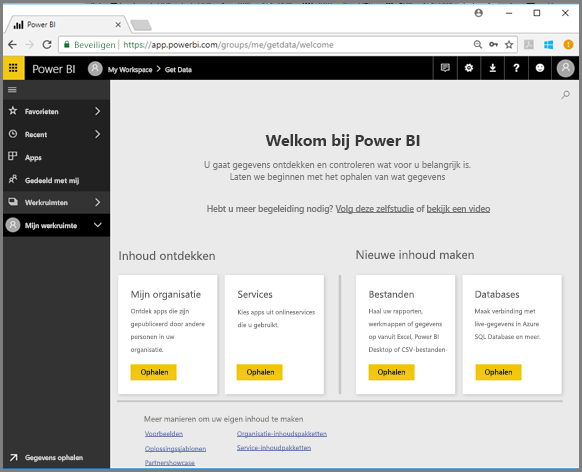 Power BI
Beveiligen | https://app.powerbi.com/groups/me/getdata/welcome
Power BI My Workspace > Get Data
Favorieten
Recent
Apps
Gedeeld met mij
Werkruimten
Mijn werkruimte
Welkom bij Power BI
U gaat gegevens ontdekken en controleren wat voor u belangrijk is.
Laten we beginnen met het ophalen van wat gegevens
Hebt u meer begeleiding nodig? Volg deze zelfstudie of bekijk een video
Inhoud ontdekken
Mijn organisatie
Ontdek apps die zijn
gepubliceerd door andere
personen in uw
organisatie.
Ophalen
Services
Kies apps uit onlineservices
die u gebruikt.
Ophalen
Nieuwe inhoud maken
Bestanden
Haal uw rapporten,
werkmappen of gegevens
op vanuit Excel, Power BI
Desktop of CSV-bestanden-
Ophalen
Databases
Maak verbinding met
live-gegevens in Azure
SQL Database en meer.
Ophalen
Meer manieren om uw eigen inhoud te maken
Voorbeelden
Oplossingssjablonen
Partnershowcase
Organisatie-inhoudspakketten
Service-inhoudpakketten
Gegevens ophalen